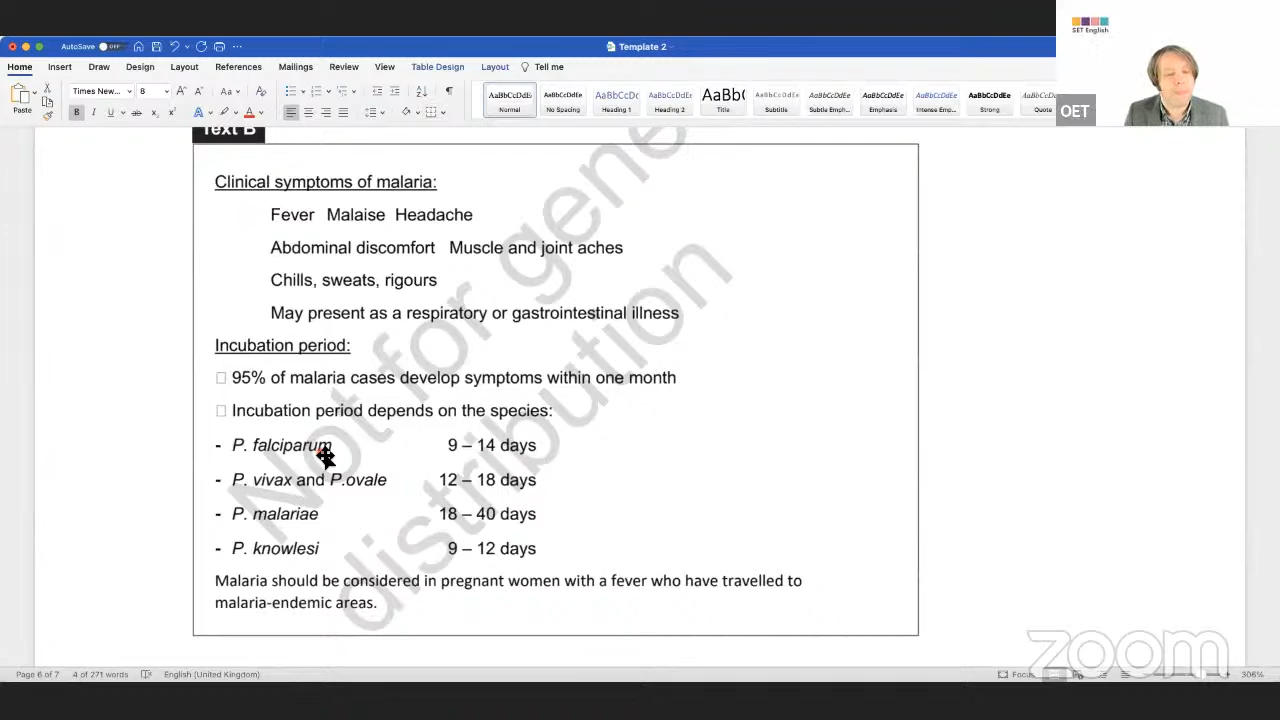 SET English
AutoSave OFF
Template 2
Home Insert Draw Design Layout References Mailings Review View Table Design Layout Tell me
OET
Paste
Times New... 8
AaBbCcDdEe AaBbCcDdEe AaBbCcDc AaBbCcDdE AaBb( AaBbCcDdEe AaBbCcDdEe AaBbCcDdEe AaBbCcDdEe AaBbCcDdEe AaBbCcDdE
Normal No Spacing Heading 1 Heading 2 Title Subtitle Subtle Emph... Emphasis Intense Emp... Strong Quote
Text B
Clinical symptoms of malaria:
Fever Malaise Headache
Abdominal discomfort Muscle and joint aches
Chills, sweats, rigours
May present as a respiratory or gastrointestinal illness
Incubation period:
95% of malaria cases develop symptoms within one month
Incubation period depends on the species:
- P. falciparum 9 – 14 days
- P. vivax and P.ovale 12 – 18 days
- P. malariae 18 – 40 days
- P. knowlesi 9 – 12 days
Malaria should be considered in pregnant women with a fever who have travelled to
malaria-endemic areas.
Not for gene
distribution
zoom
Page 6 of 7 4 of 271 words English (United Kingdom) Focus 306%